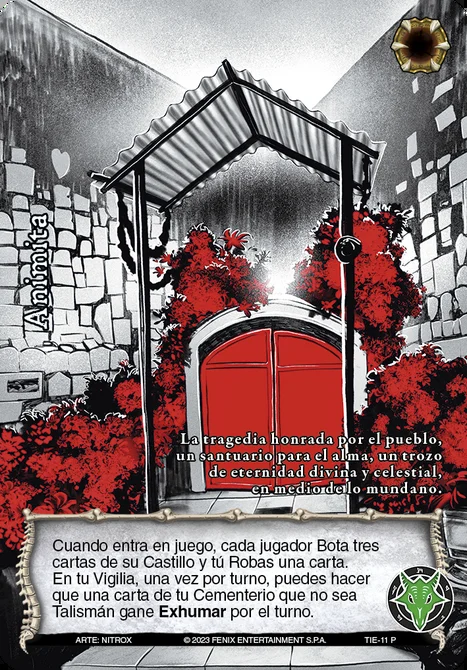 Animita
La tragedia honrada por el pueblo,
un santuario para el alma, un trozo
de eternidad divina y celestial,
en medio de lo mundano.
Cuando entra en juego, cada jugador Bota tres
cartas de su Castillo y tú Robas una carta.
En tu Vigilia, una vez por turno, puedes hacer
que una carta de tu Cementerio que no sea
Talismán gane Exhumar por el turno.
ARTE: NITROX © 2023 FENIX ENTERTAINMENT S.P.A. TIE-11 P